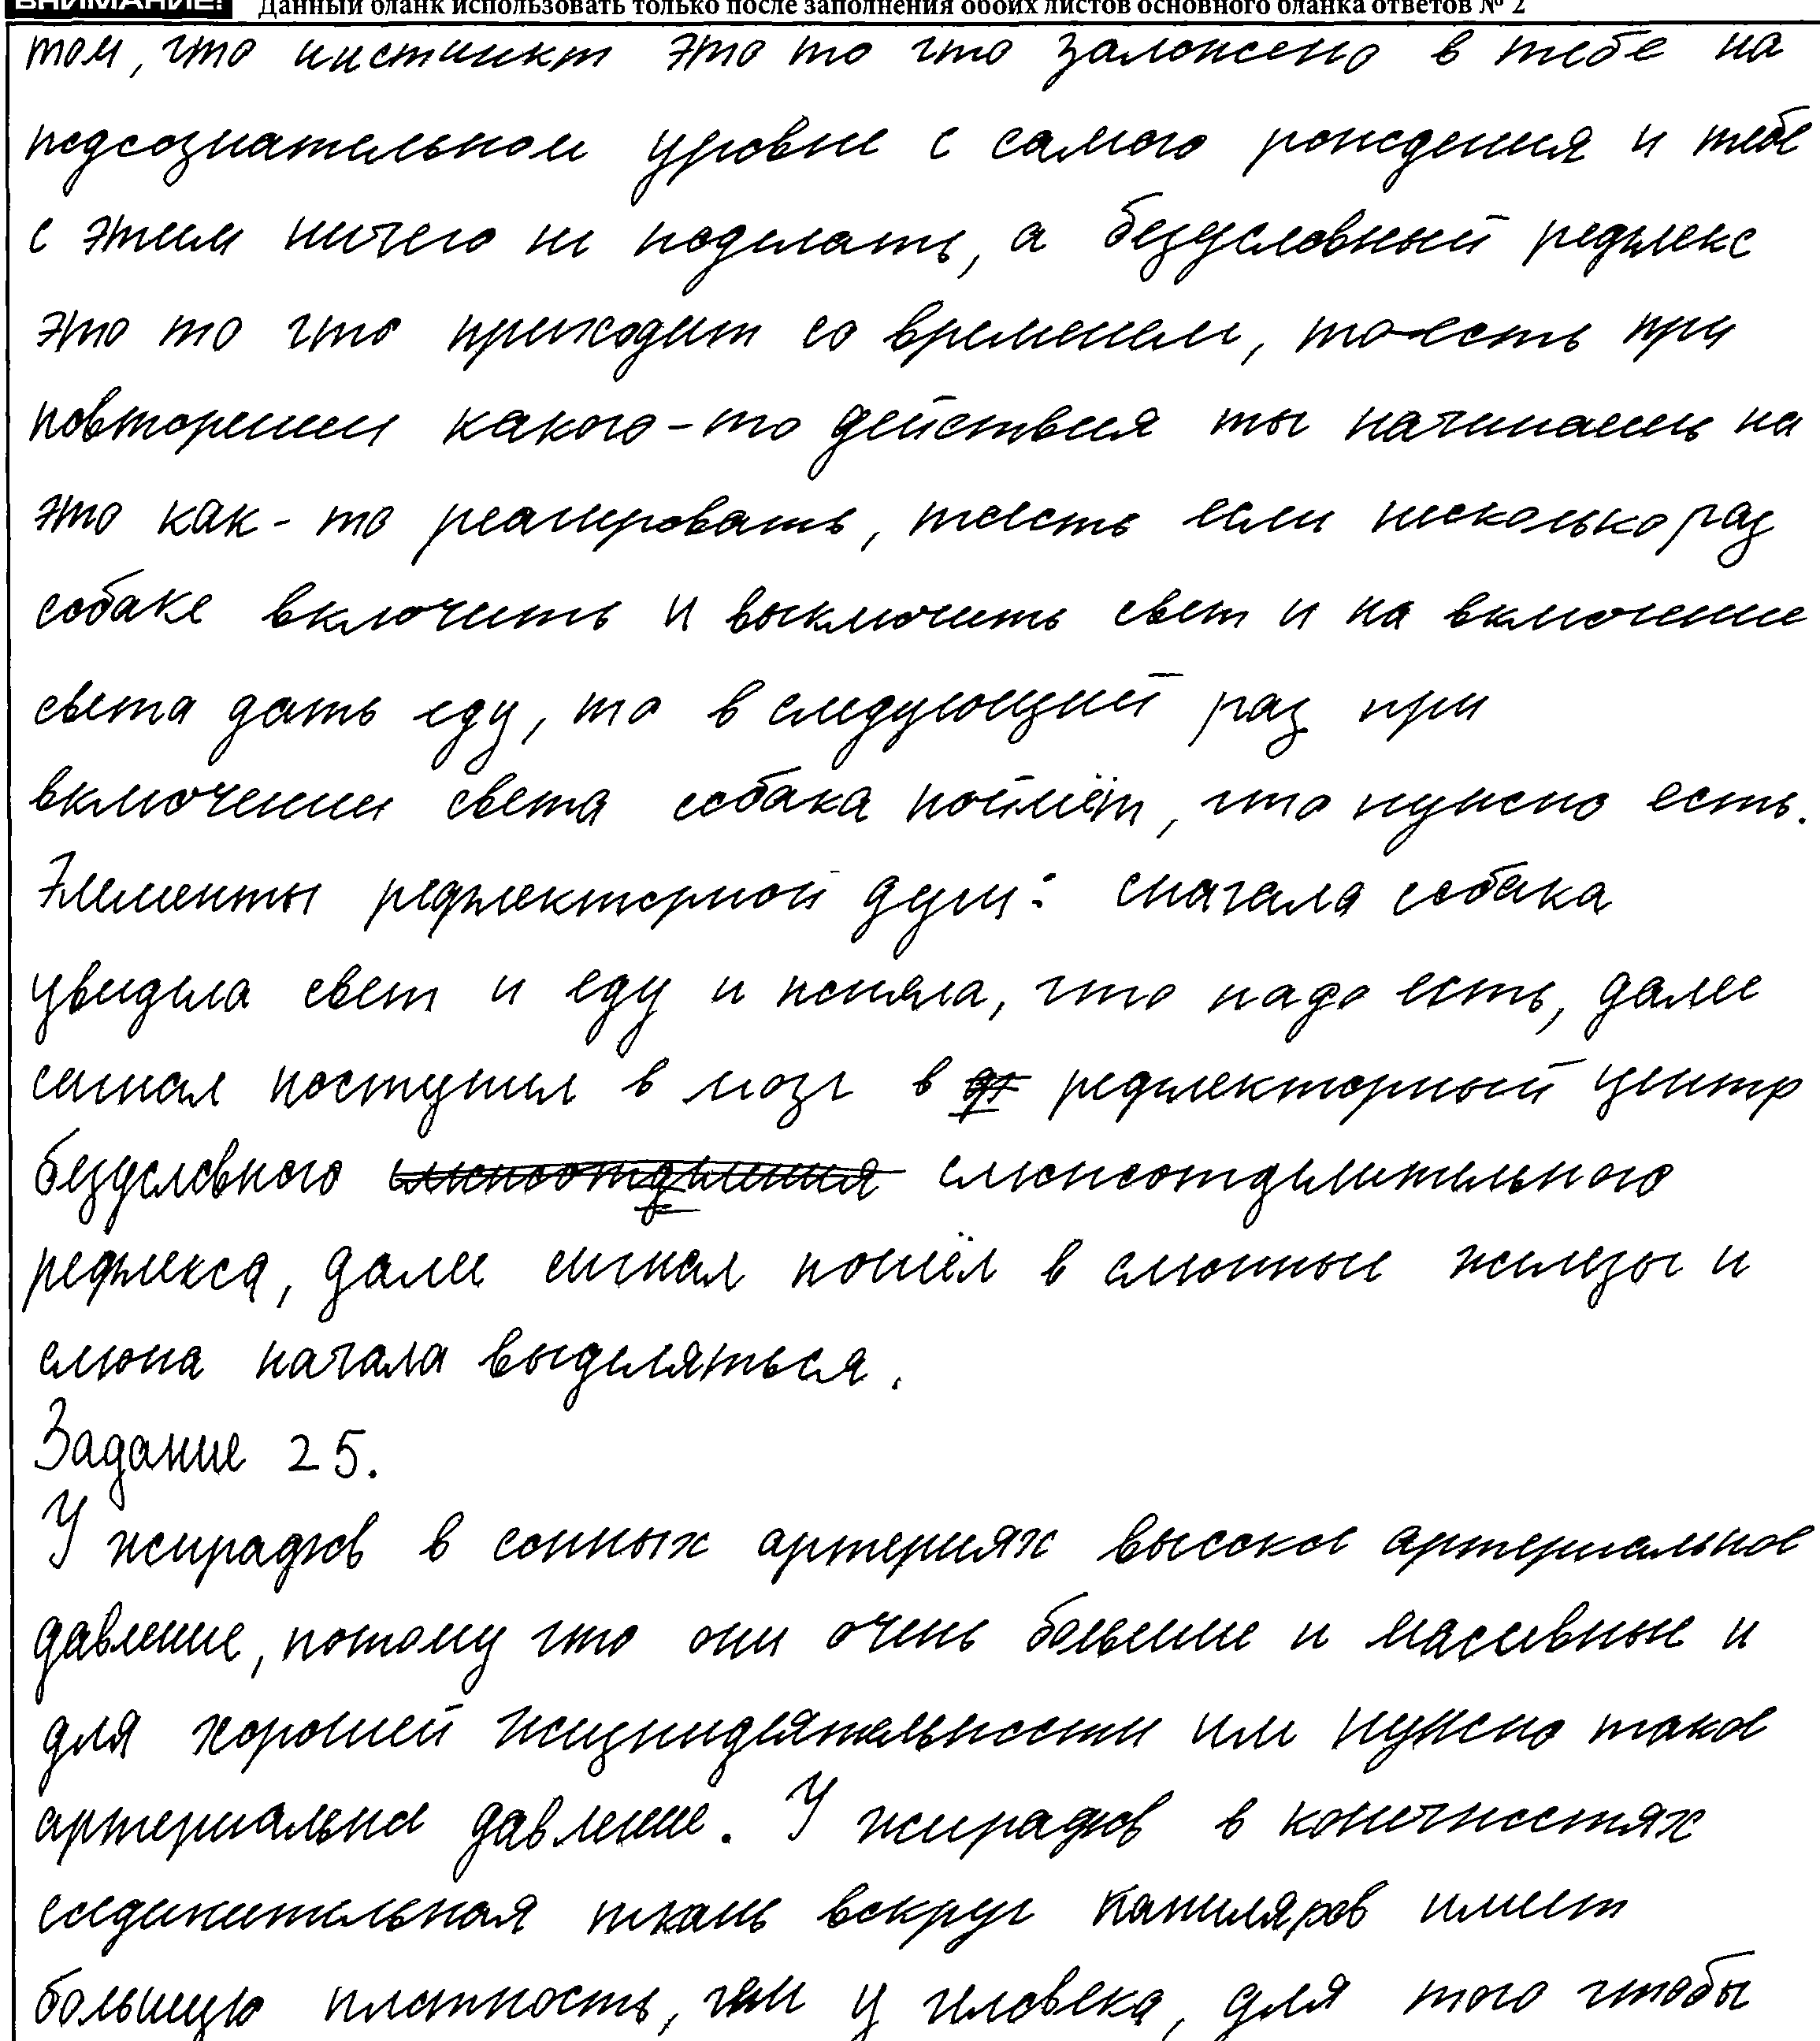 ВНИМАНИЕ! Данный бланк использовать только после заполнения обоих листов основного бланка ответов № 2
том, что инстинкт это то что заложено в тебе на
подсознательном уровне с самого рождения и тебе
с этим ничего не поделать, а безусловный рефлекс
это то что приходит со временем, то есть при
повторении какого-то действия ты начинаешь на
это как-то реагировать, тоесть если несколько раз
собаке включить и выключить свет и на включение
света дать еду, то в следующий раз при
включении света собака поймёт, что нужно есть.
Элементы рефлекторной дуги: сначала собака
увидила свет и еду и поняла, что надо есть, далее
сигнал поступил в мозг в рефлекторный центр
безусловного слюноотделения слюноотделительного
рефлекса, далее сигнал пошёл в слюнные железы и
слюна начала выделяться.
Задание 25.
У жирафов в сонных артериях высокое артериальное
давление, потому что они очень большие и масивные и
для хорошей жизнидеятельности им нужно такое
артериальное давление. У жирафов в конечностях
соединительная ткань вокруг капиляров имеет
большую плотность, чем у человека, для того чтобы